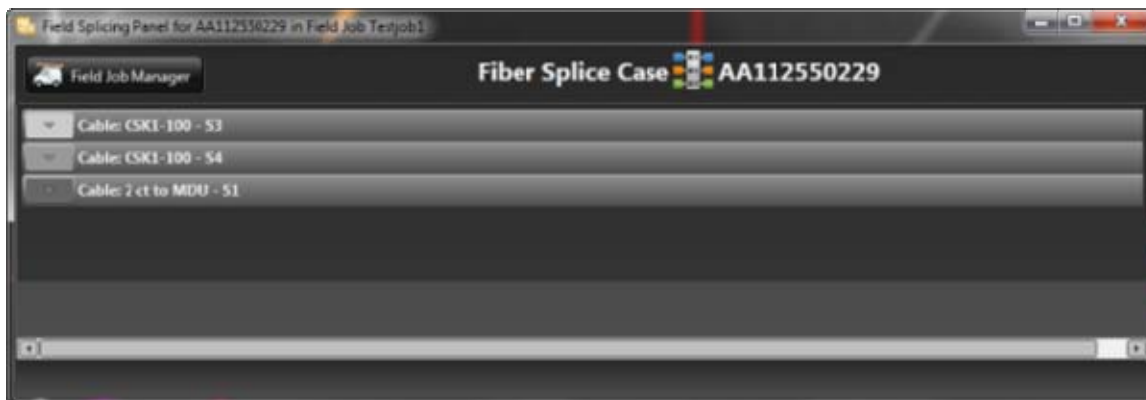 Field Splicing Panel for AA112550229 in Field Job Testjob1
Field Job Manager
Fiber Splice Case AA112550229
Cable: CSK1-100 - S3
Cable: CSK1-100 - S4
Cable: 2 ct to MDU - S1